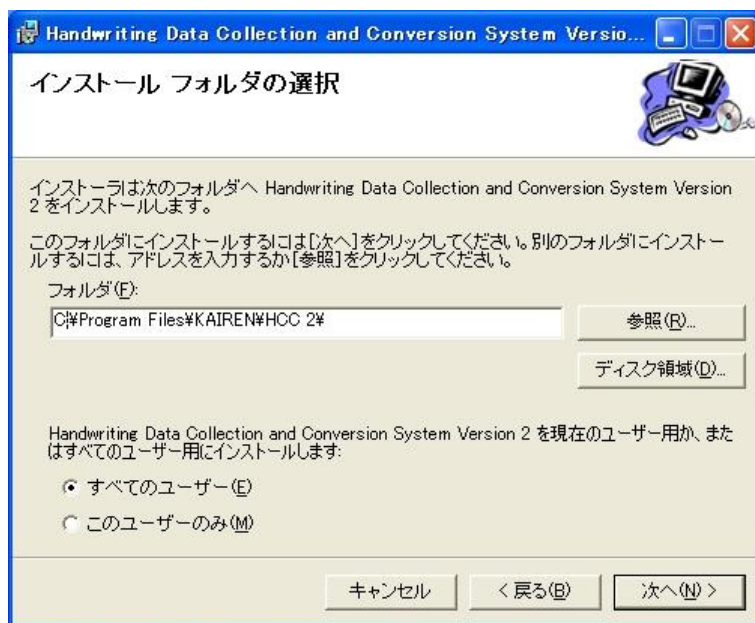 Handwriting Data Collection and Conversion System Versio...
インストール フォルダの選択
インストーラは次のフォルダへ Handwriting Data Collection and Conversion System Version
2 をインストールします。
このフォルダにインストールするには[次へ]をクリックしてください。別のフォルダにインストー
ルするには、アドレスを入力するか[参照]をクリックしてください。
フォルダ(F):
C:¥Program Files¥KAIREN¥HCC 2¥
参照(R)...
ディスク領域(D)...
Handwriting Data Collection and Conversion System Version 2 を現在のユーザー用か、また
はすべてのユーザー用にインストールします:
すべてのユーザー(E)
このユーザーのみ(M)
キャンセル
< 戻る(B)
次へ(N) >